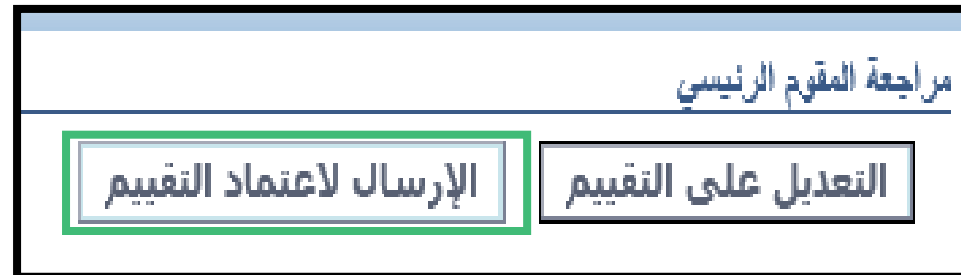 مراجعة المقوم الرئيسي
التعديل على التقييم الإرسال لاعتماد التقييم